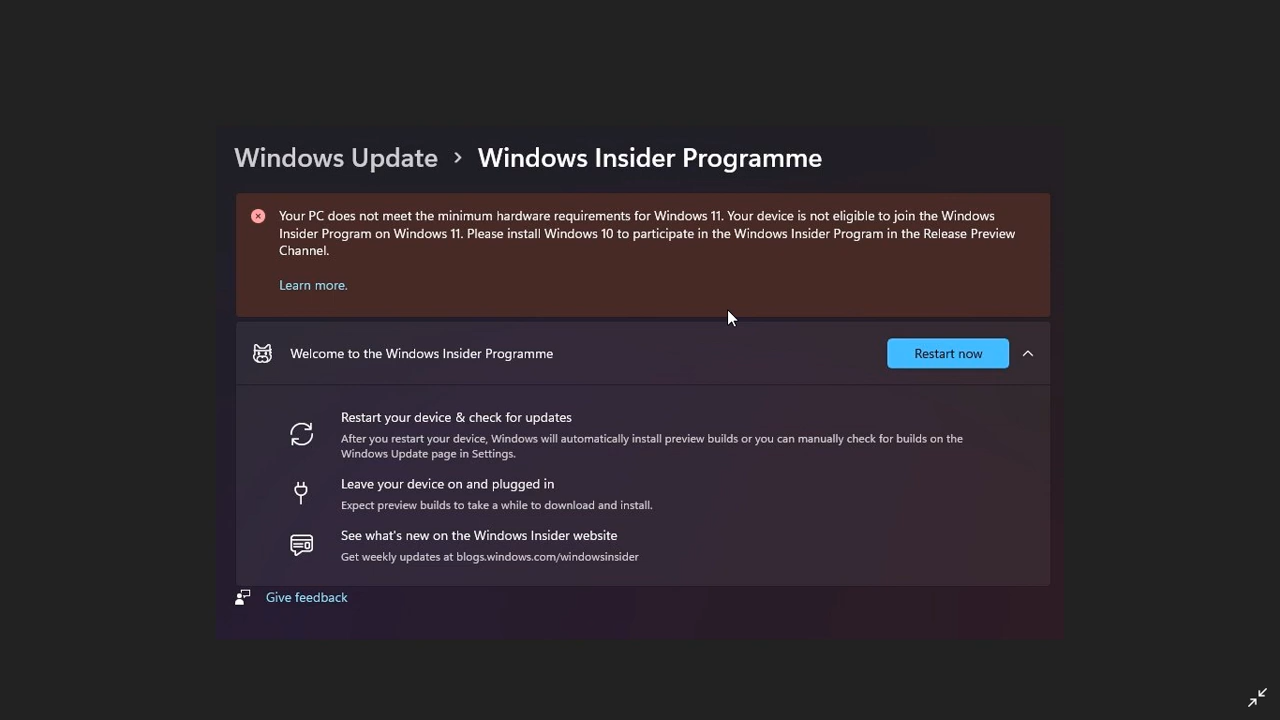 Windows Update > Windows Insider Programme
Your PC does not meet the minimum hardware requirements for Windows 11. Your device is not eligible to join the Windows
Insider Program on Windows 11. Please install Windows 10 to participate in the Windows Insider Program in the Release Preview
Channel.
Learn more.
Welcome to the Windows Insider Programme
Restart now
Restart your device & check for updates
After you restart your device, Windows will automatically install preview builds or you can manually check for builds on the
Windows Update page in Settings.
Leave your device on and plugged in
Expect preview builds to take a while to download and install.
See what's new on the Windows Insider website
Get weekly updates at blogs.windows.com/windowsinsider
Give feedback